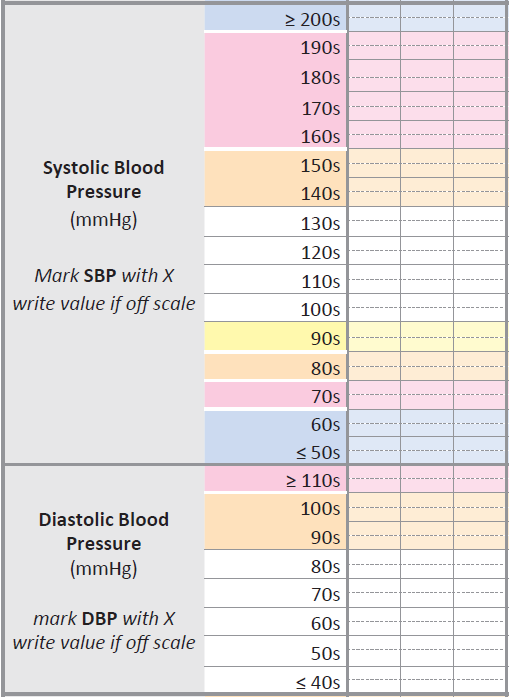 Systolic Blood
Pressure
(mmHg)
Mark SBP with X
write value if off scale
≥ 200s
190s
180s
170s
160s
150s
140s
130s
120s
110s
100s
90s
80s
70s
60s
≤ 50s
Diastolic Blood
Pressure
(mmHg)
mark DBP with X
write value if off scale
≥ 110s
100s
90s
80s
70s
60s
50s
≤ 40s